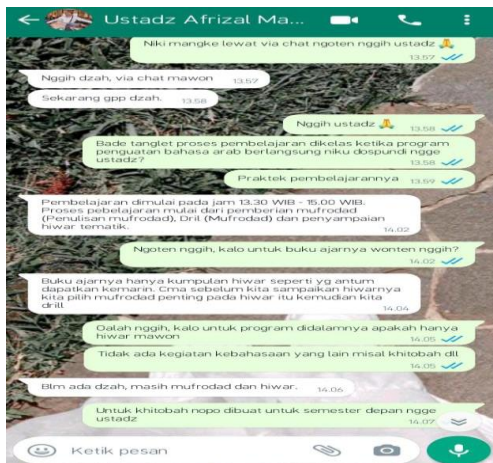 Ustadz Afrizal Ma...
Niki mangke lewat via chat ngoten nggih ustadz 🙏
13.57
Nggih dzah, via chat mawon
13.57
Sekarang gpp dzah.
13.58
Nggih ustadz 🙏
13.58
Bade tanglet proses pembelajaran dikelas ketika program
penguatan bahasa arab berlangsung niku dospundi ngge
ustadz?
13.58
Praktek pembelajarannya
13.59
Pembelajaran dimulai pada jam 13.30 WIB - 15.00 WIB.
Proses pebelajaran mulai dari pemberian mufrodad
(Penulisan mufrodad), Dril (Mufrodad) dan penyampaian
hiwar tematik.
14.02
Ngoten nggih, kalo untuk buku ajarnya wonten nggih?
14.02
Buku ajarnya hanya kumpulan hiwar seperti yg antum
dapatkan kemarin. Cma sebelum kita sampaikan hiwarnya
kita pilih mufrodad penting pada hiwar itu kemudian kita
drill
14.04
Oalah nggih, kalo untuk program didalamnya apakah hanya
hiwar mawon
14.05
Tidak ada kegiatan kebahasaan yang lain misal khitobah dll
14.05
Blm ada dzah, masih mufrodad dan hiwar.
14.06
Untuk khitobah nopo dibuat untuk semester depan ngge
ustadz
14.07
Ketik pesan